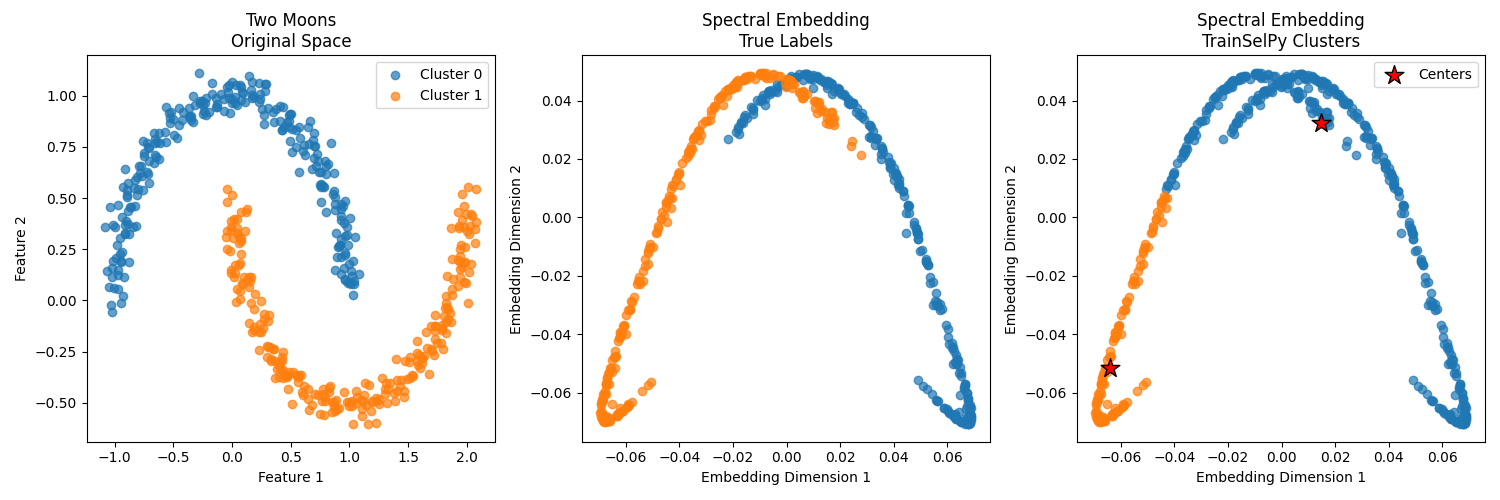 Two Moons
Original Space
Cluster 0
Cluster 1
1.00
0.75
0.50
0.25
0.00
−0.25
−0.50
Feature 2
−1.0
−0.5
0.0
0.5
1.0
1.5
2.0
Feature 1
Spectral Embedding
True Labels
0.04
0.02
0.00
−0.02
−0.04
−0.06
Embedding Dimension 2
−0.06
−0.04
−0.02
0.00
0.02
0.04
0.06
Embedding Dimension 1
Spectral Embedding
TrainSelPy Clusters
Centers
0.04
0.02
0.00
−0.02
−0.04
−0.06
Embedding Dimension 2
−0.06
−0.04
−0.02
0.00
0.02
0.04
0.06
Embedding Dimension 1